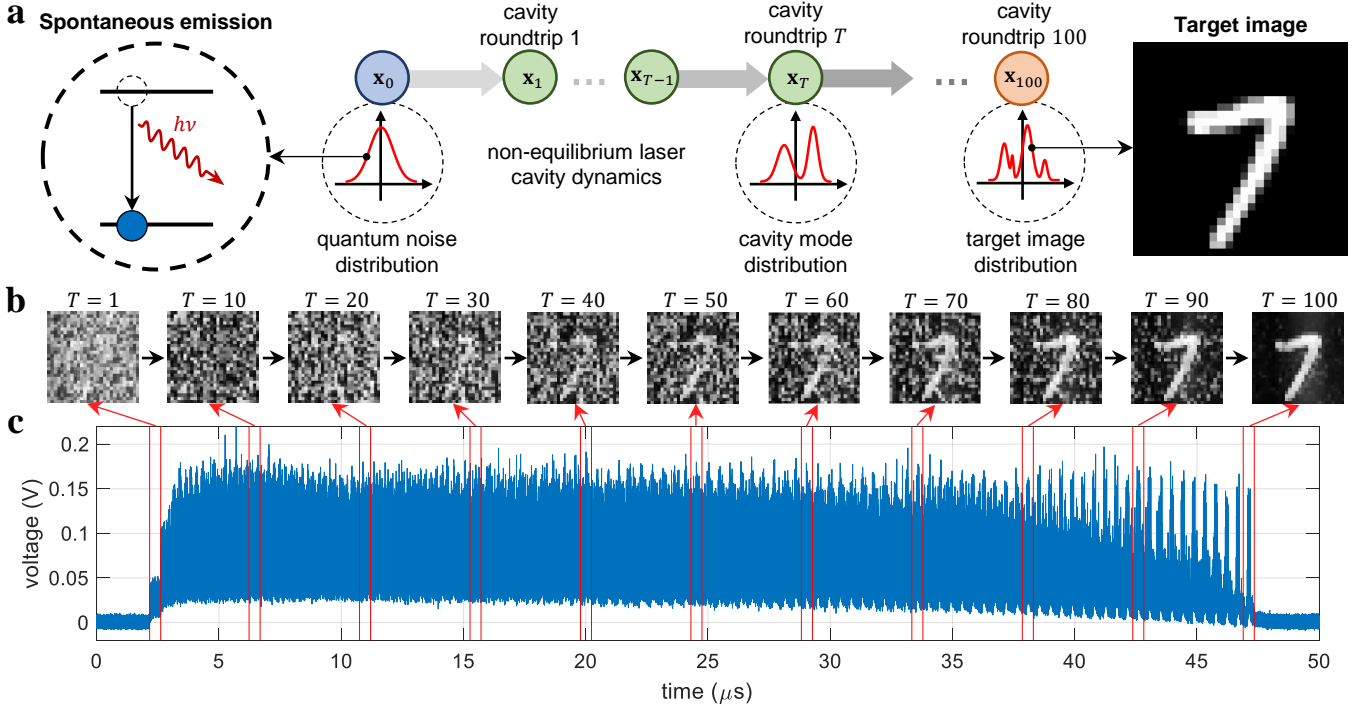 a
Spontaneous emission
hν
cavity
roundtrip 1
cavity
roundtrip T
cavity
roundtrip 100
Target image
x₀
x₁
x_{T−1}
x_T
x₁₀₀
non-equilibrium laser
cavity dynamics
quantum noise
distribution
cavity mode
distribution
target image
distribution
b
T = 1
T = 10
T = 20
T = 30
T = 40
T = 50
T = 60
T = 70
T = 80
T = 90
T = 100
c
voltage (V)
0.2
0.15
0.1
0.05
0
0 5 10 15 20 25 30 35 40 45 50
time (μs)